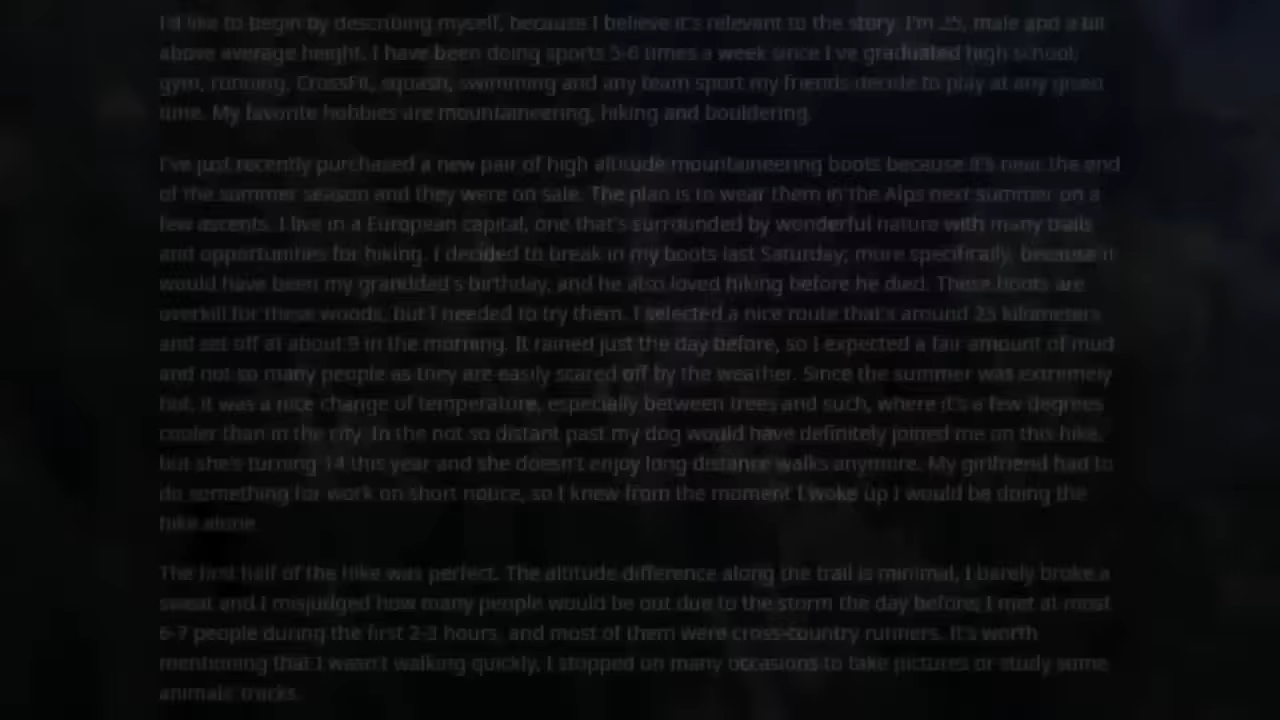 I'd like to begin by describing myself, because I believe it's relevant to the story. I'm 25, male and a bit
above average height. I have been doing sports 5-6 times a week since I've graduated high school,
gym, running, CrossFit, squash, swimming and any team sport my friends decide to play at any given
time. My favorite hobbies are mountaineering, hiking and bouldering.
I've just recently purchased a new pair of high altitude mountaineering boots because it's near the end
of the summer season and they were on sale. The plan is to wear them in the Alps next summer on a
few ascents. I live in a European capital, one that's surrounded by wonderful nature with many trails
and opportunities for hiking. I decided to break in my boots last Saturday; more specifically, because it
would have been my granddad's birthday, and he also loved hiking before he died. These boots are
overkill for these woods, but I needed to try them. I selected a nice route that's around 25 kilometers
and set off at about 9 in the morning. It rained just the day before, so I expected a fair amount of mud
and not so many people as they are easily scared off by the weather. Since the summer was extremely
hot, it was a nice change of temperature, especially between trees and such, where it's a few degrees
cooler than in the city. In the not so distant past my dog would have definitely joined me on this hike,
but she's turning 14 this year and she doesn't enjoy long distance walks anymore. My girlfriend had to
do something for work on short notice, so I knew from the moment I woke up I would be doing the
hike alone.
The first half of the hike was perfect. The altitude difference along the trail is minimal, I barely broke a
sweat and I misjudged how many people would be out due to the storm the day before; I met at most
6-7 people during the first 2-3 hours, and most of them were cross-country runners. It's worth
mentioning that I wasn't walking quickly, I stopped on many occasions to take pictures or study some
animals tracks.